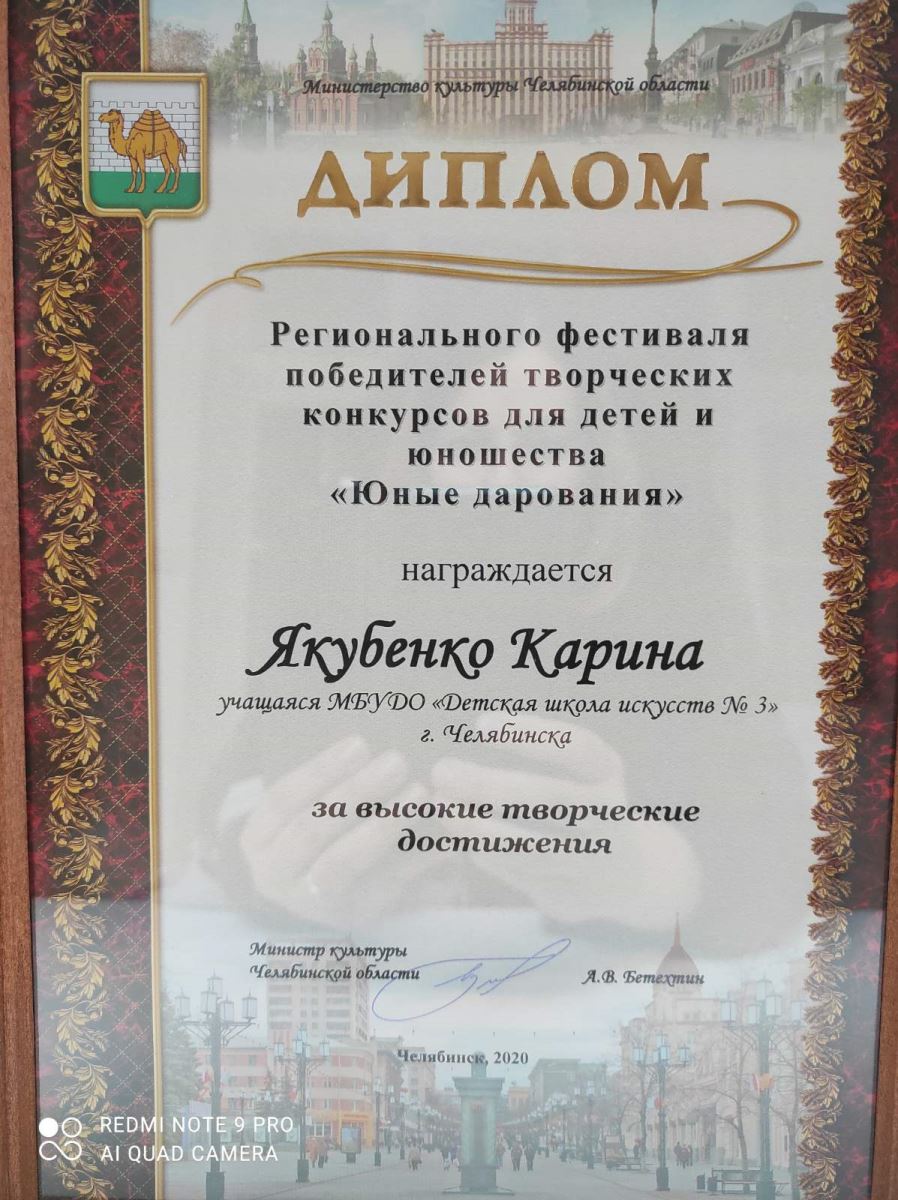 Министерство культуры Челябинской области
ДИПЛОМ
Регионального фестиваля
победителей творческих
конкурсов для детей и
юношества
«Юные дарования»
награждается
Якубенко Карина
учащаяся МБУДО «Детская школа искусств № 3»
г. Челябинска
за высокие творческие
достижения
Министр культуры
Челябинской области
А.В. Бетехтин
Челябинск, 2020
REDMI NOTE 9 PRO
AI QUAD CAMERA